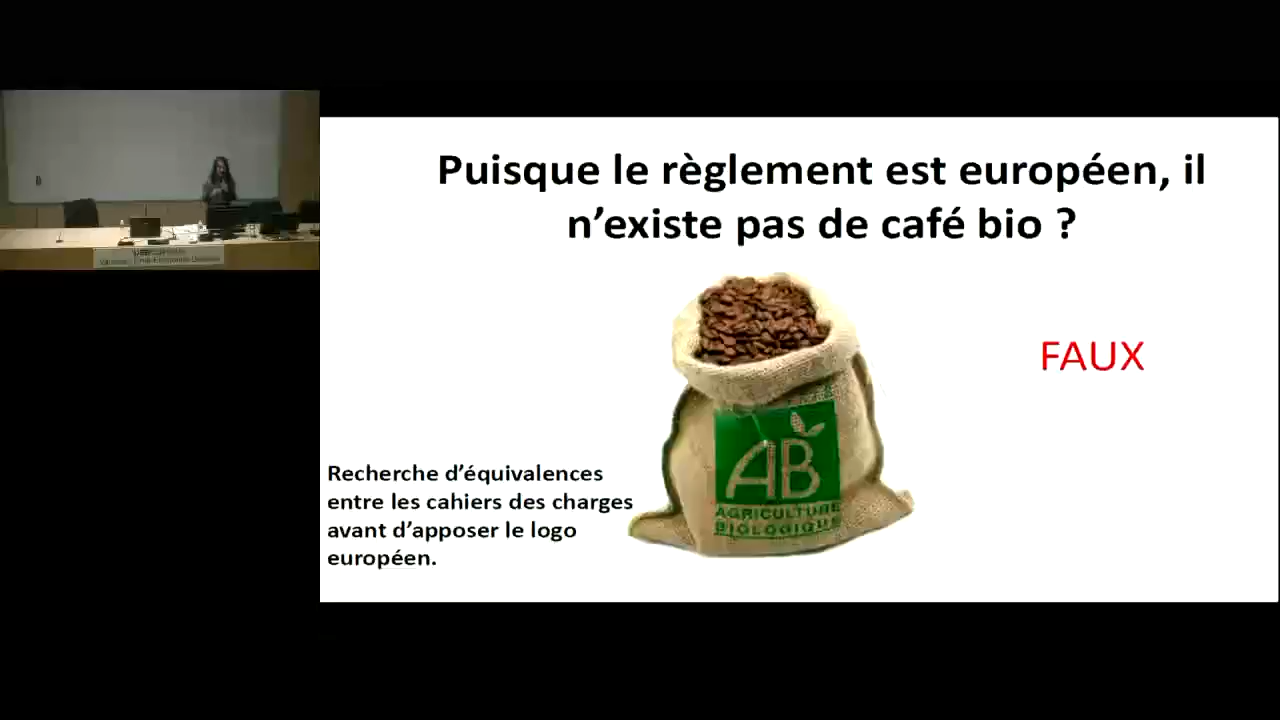 Puisque le règlement est européen, il
n’existe pas de café bio ?
FAUX
Recherche d’équivalences
entre les cahiers des charges
avant d’apposer le logo
européen.
AB
AGRICULTURE
BIOLOGIQUE